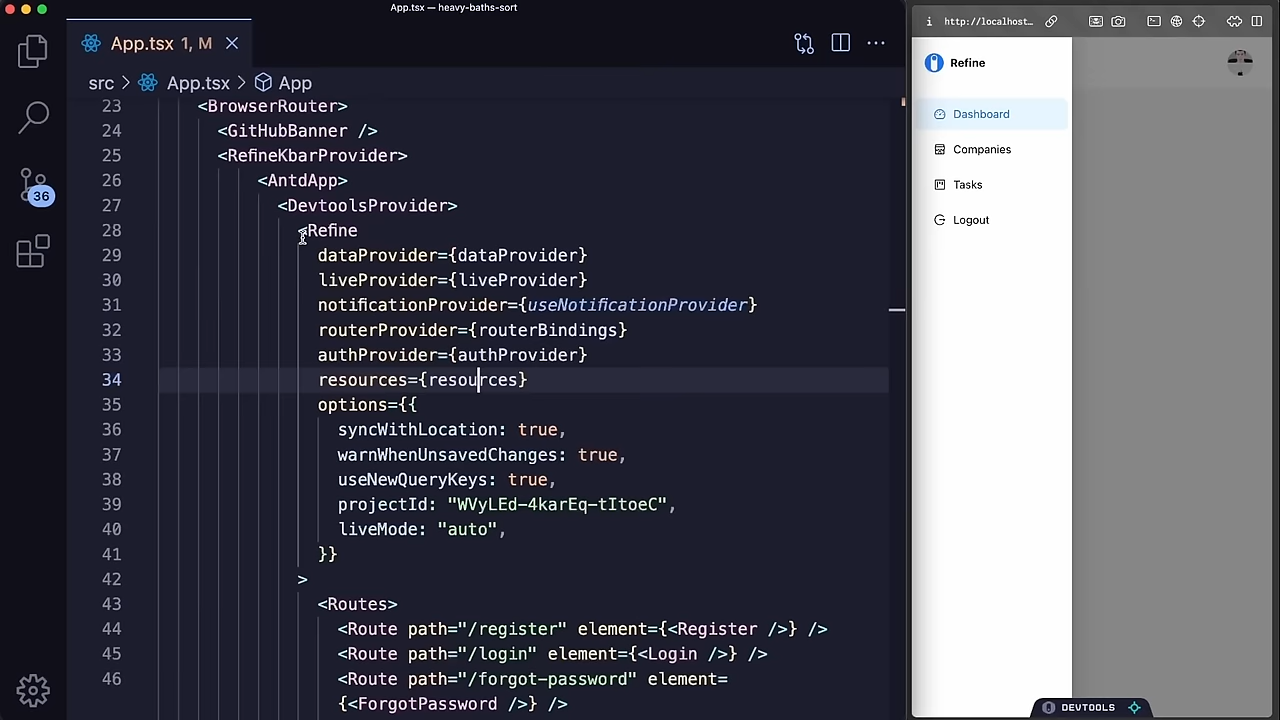 App.tsx — heavy-baths-sort
App.tsx 1, M
src > App.tsx > App
23 <BrowserRouter>
24 <GitHubBanner />
25 <RefineKbarProvider>
26 <AntdApp>
27 <DevtoolsProvider>
28 <Refine
29 dataProvider={dataProvider}
30 liveProvider={liveProvider}
31 notificationProvider={useNotificationProvider}
32 routerProvider={routerBindings}
33 authProvider={authProvider}
34 resources={resources}
35 options={{
36 syncWithLocation: true,
37 warnWhenUnsavedChanges: true,
38 useNewQueryKeys: true,
39 projectId: "WVyLEd-4karEq-tItoeC",
40 liveMode: "auto",
41 }}
42 >
43 <Routes>
44 <Route path="/register" element={<Register />} />
45 <Route path="/login" element={<Login />} />
46 <Route path="/forgot-password" element=
{<ForgotPassword />} />
36
http://localhost…
Refine
Dashboard
Companies
Tasks
Logout
DEVTOOLS